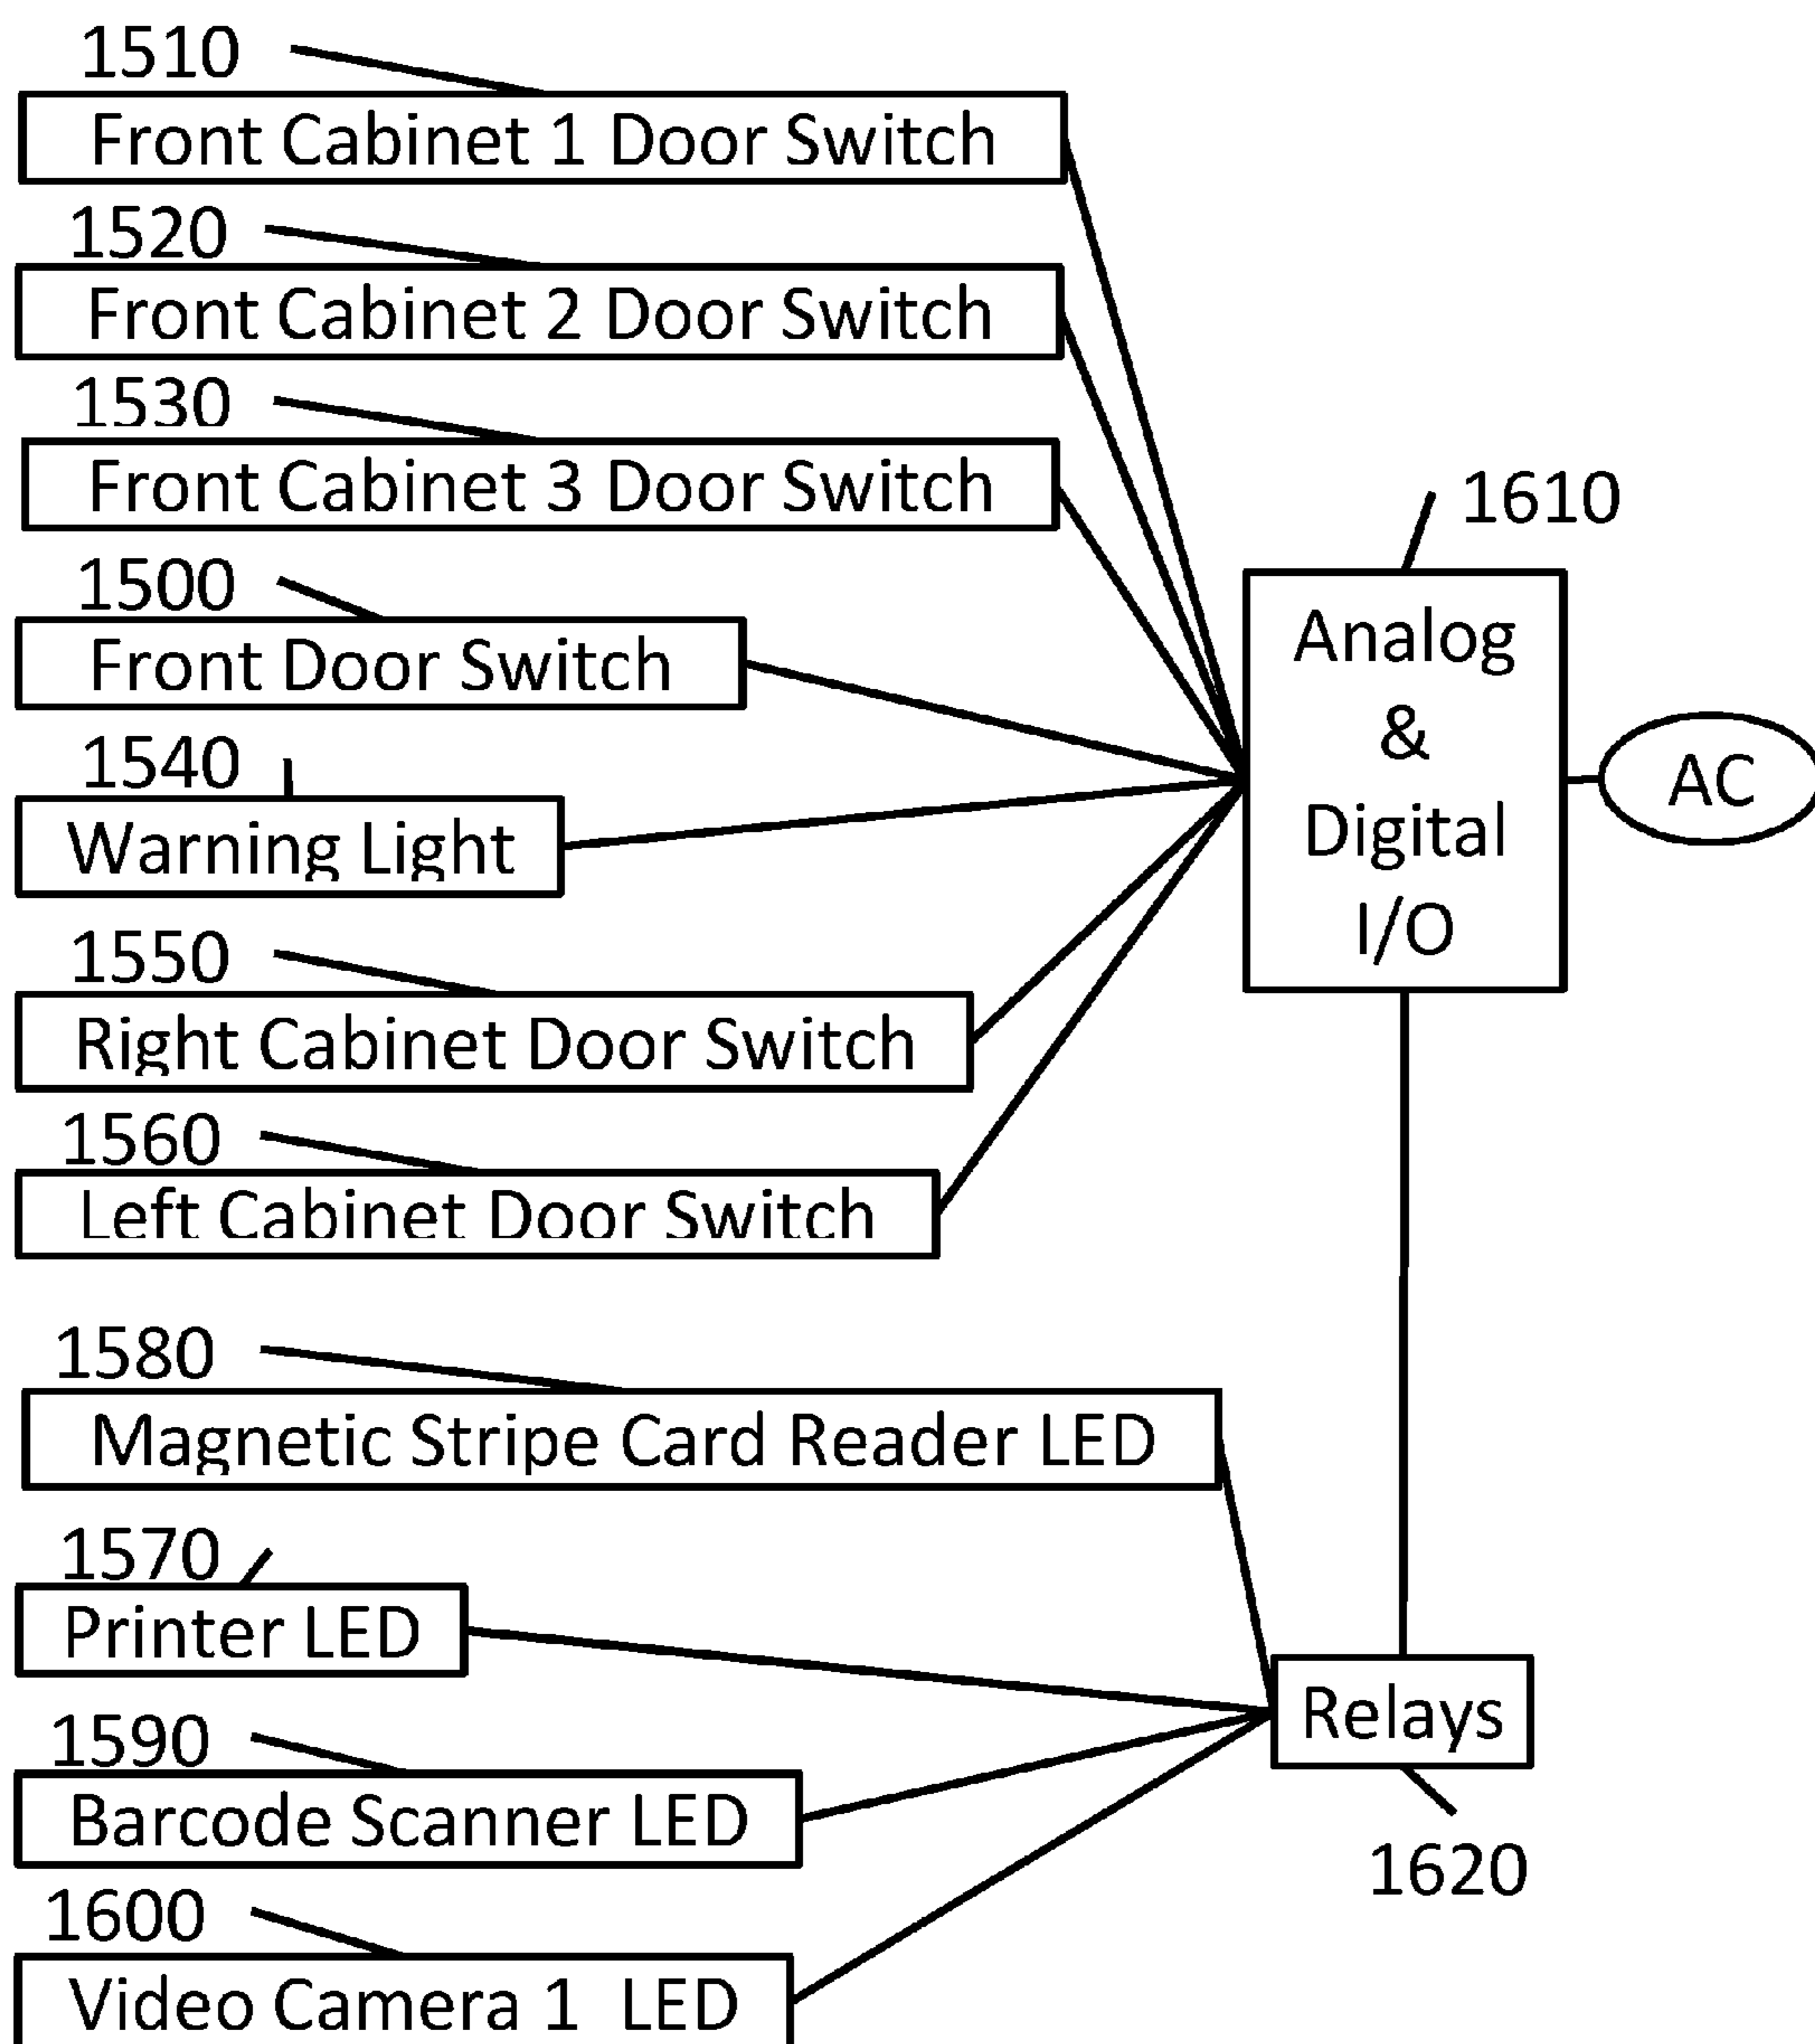 1510
Front Cabinet 1 Door Switch
1520
Front Cabinet 2 Door Switch
1530
Front Cabinet 3 Door Switch
1500
Front Door Switch
1540
Warning Light
1550
Right Cabinet Door Switch
1560
Left Cabinet Door Switch
1580
Magnetic Stripe Card Reader LED
1570
Printer LED
1590
Barcode Scanner LED
1600
Video Camera 1 LED
1610
Analog
&
Digital
I/O
AC
Relays
1620